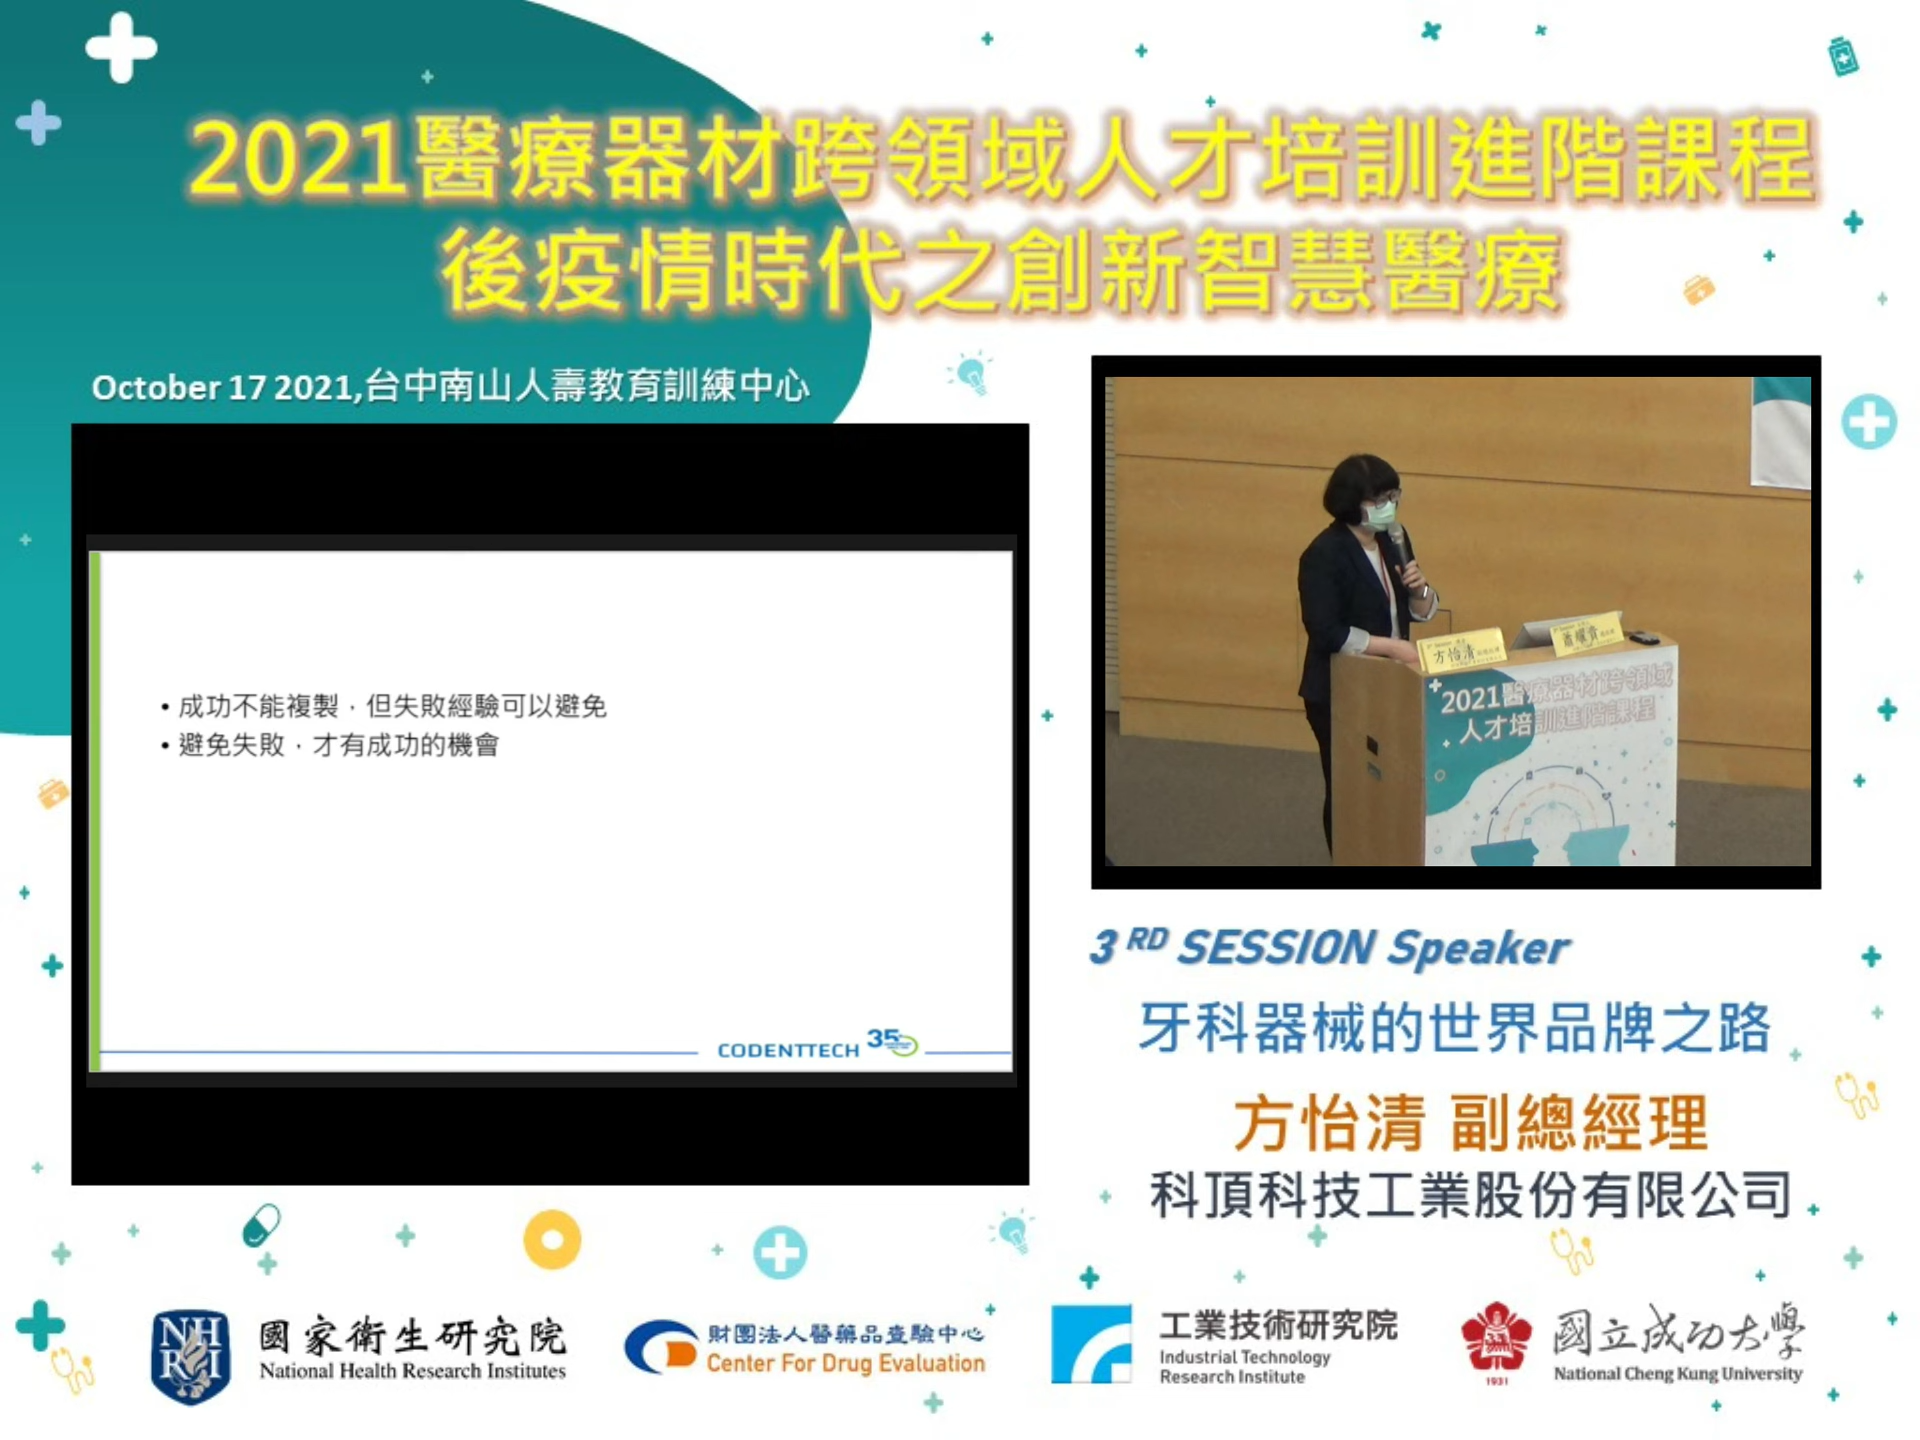 2021醫療器材跨領域人才培訓進階課程
後疫情時代之創新智慧醫療
October 17 2021,台中南山人壽教育訓練中心
• 成功不能複製，但失敗經驗可以避免
• 避免失敗，才有成功的機會
CODENTTECH 35
方怡清
蕭耀貴
2021醫療器材跨領域
人才培訓進階課程
3RD SESSION Speaker
牙科器械的世界品牌之路
方怡清 副總經理
科頂科技工業股份有限公司
NHRI
國家衛生研究院
National Health Research Institutes
財團法人醫藥品查驗中心
Center For Drug Evaluation
工業技術研究院
Industrial Technology
Research Institute
1931
國立成功大學
National Cheng Kung University